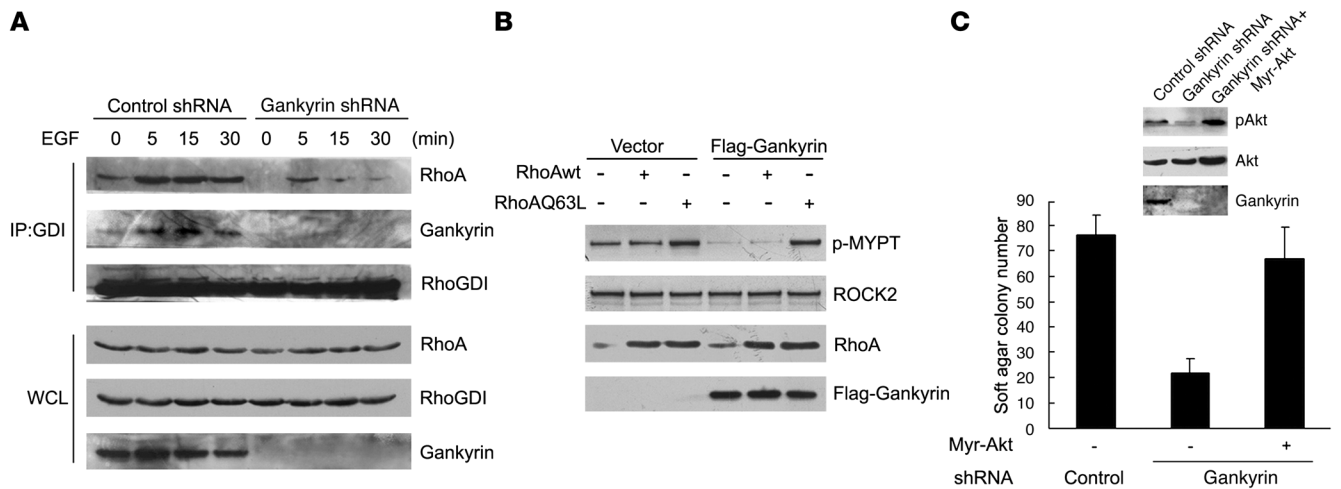 A
Control shRNA Gankyrin shRNA
EGF 0 5 15 30 0 5 15 30 (min)
IP:GDI
RhoA
Gankyrin
RhoGDI
WCL
RhoA
RhoGDI
Gankyrin
B
Vector Flag-Gankyrin
RhoAwt - + - - + -
RhoAQ63L - - + - - +
p-MYPT
ROCK2
RhoA
Flag-Gankyrin
C
Control shRNA
Gankyrin shRNA
Gankyrin shRNA+
Myr-Akt
pAkt
Akt
Gankyrin
Soft agar colony number
90
80
70
60
50
40
30
20
10
0
Myr-Akt - - +
shRNA Control Gankyrin